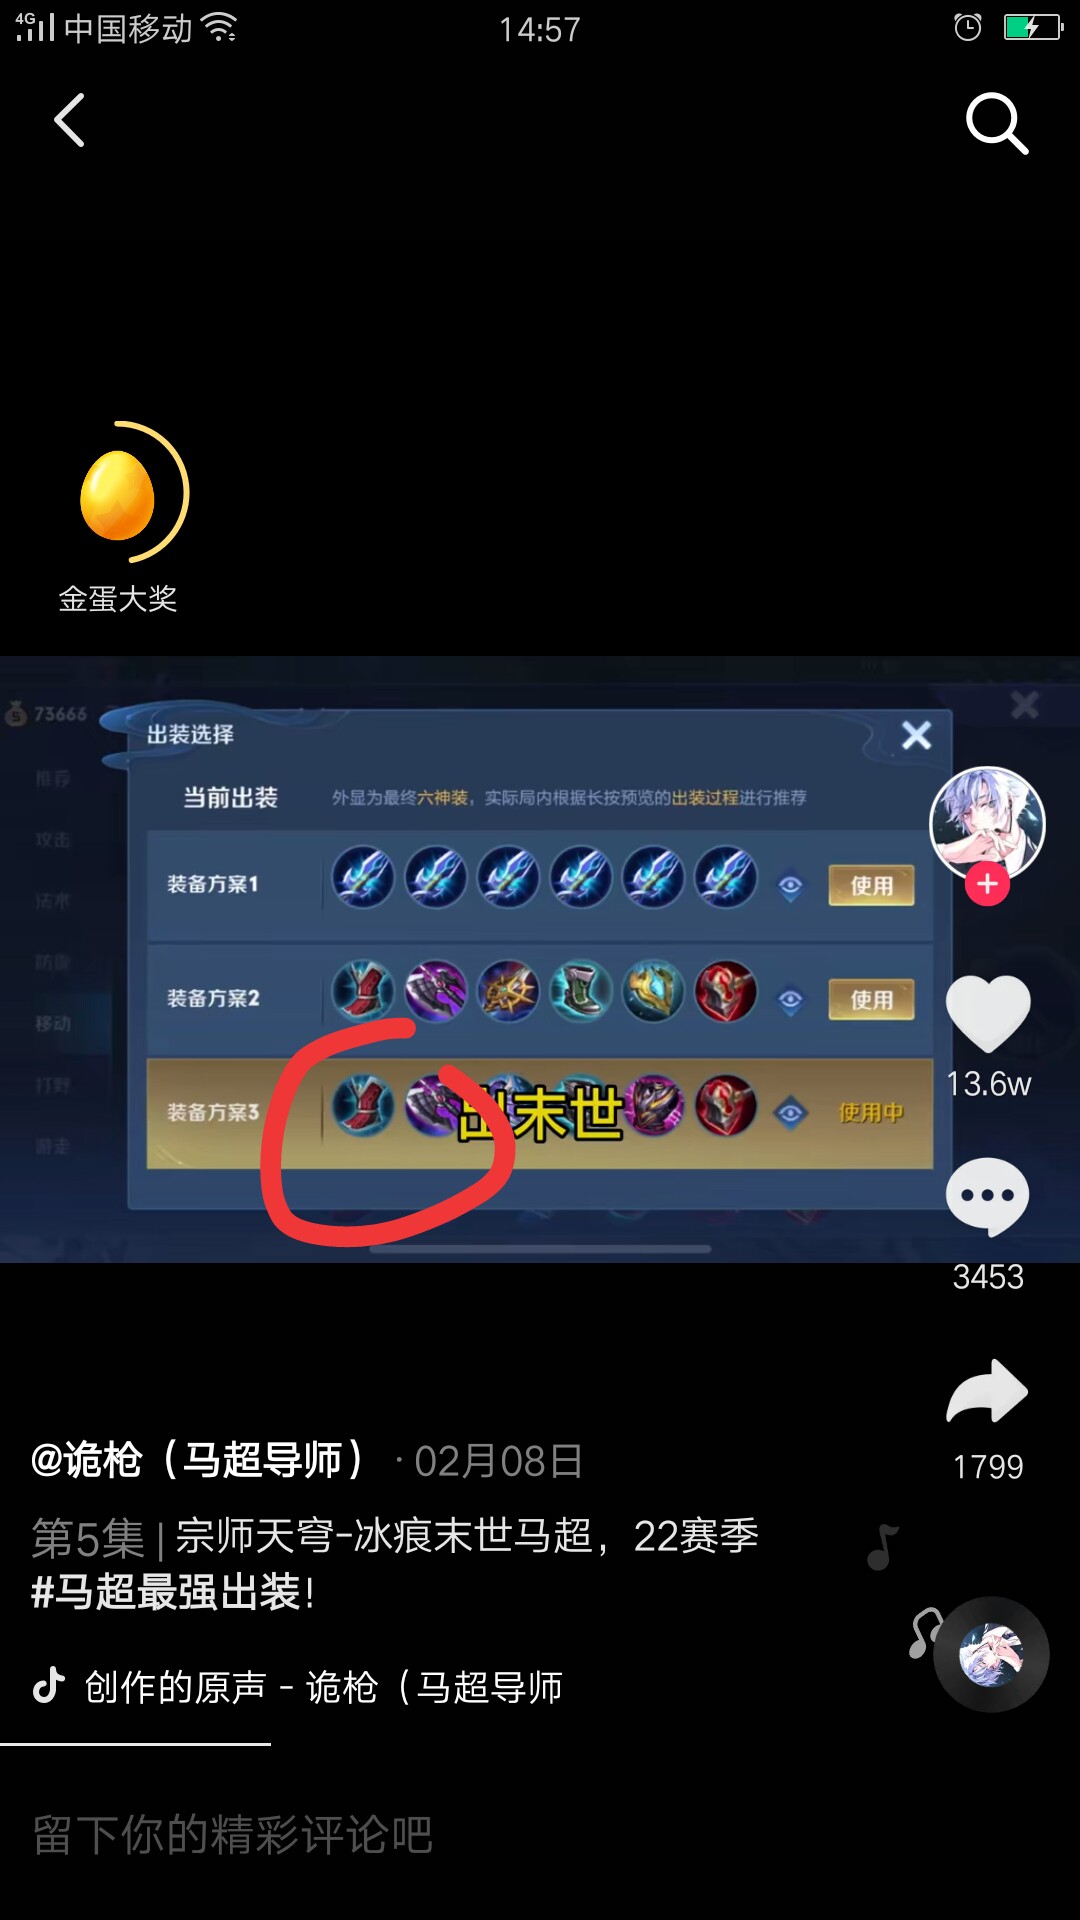 4G 中国移动 14:57
金蛋大奖
73666
出装选择
当前出装 外显为最终六神装，实际局内根据长按预览的出装过程进行推荐
推荐
攻击
装备方案1 使用
法术
防御
装备方案2 使用
移动
打野
装备方案3 出末世 使用中
游走
13.6w
3453
1799
@诡枪（马超导师） · 02月08日
第5集 | 宗师天穹-冰痕末世马超，22赛季
#马超最强出装!
创作的原声 - 诡枪（马超导师
留下你的精彩评论吧